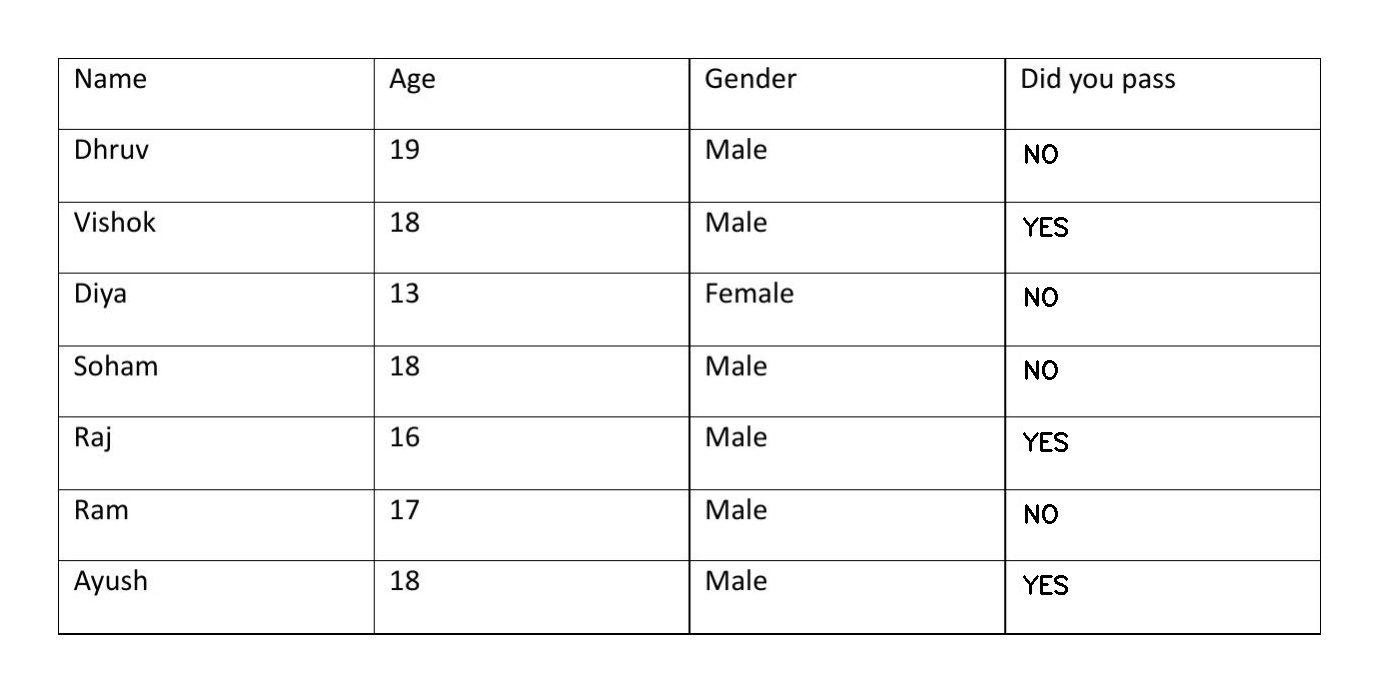 Name Age Gender Did you pass
Dhruv 19 Male NO
Vishok 18 Male YES
Diya 13 Female NO
Soham 18 Male NO
Raj 16 Male YES
Ram 17 Male NO
Ayush 18 Male YES